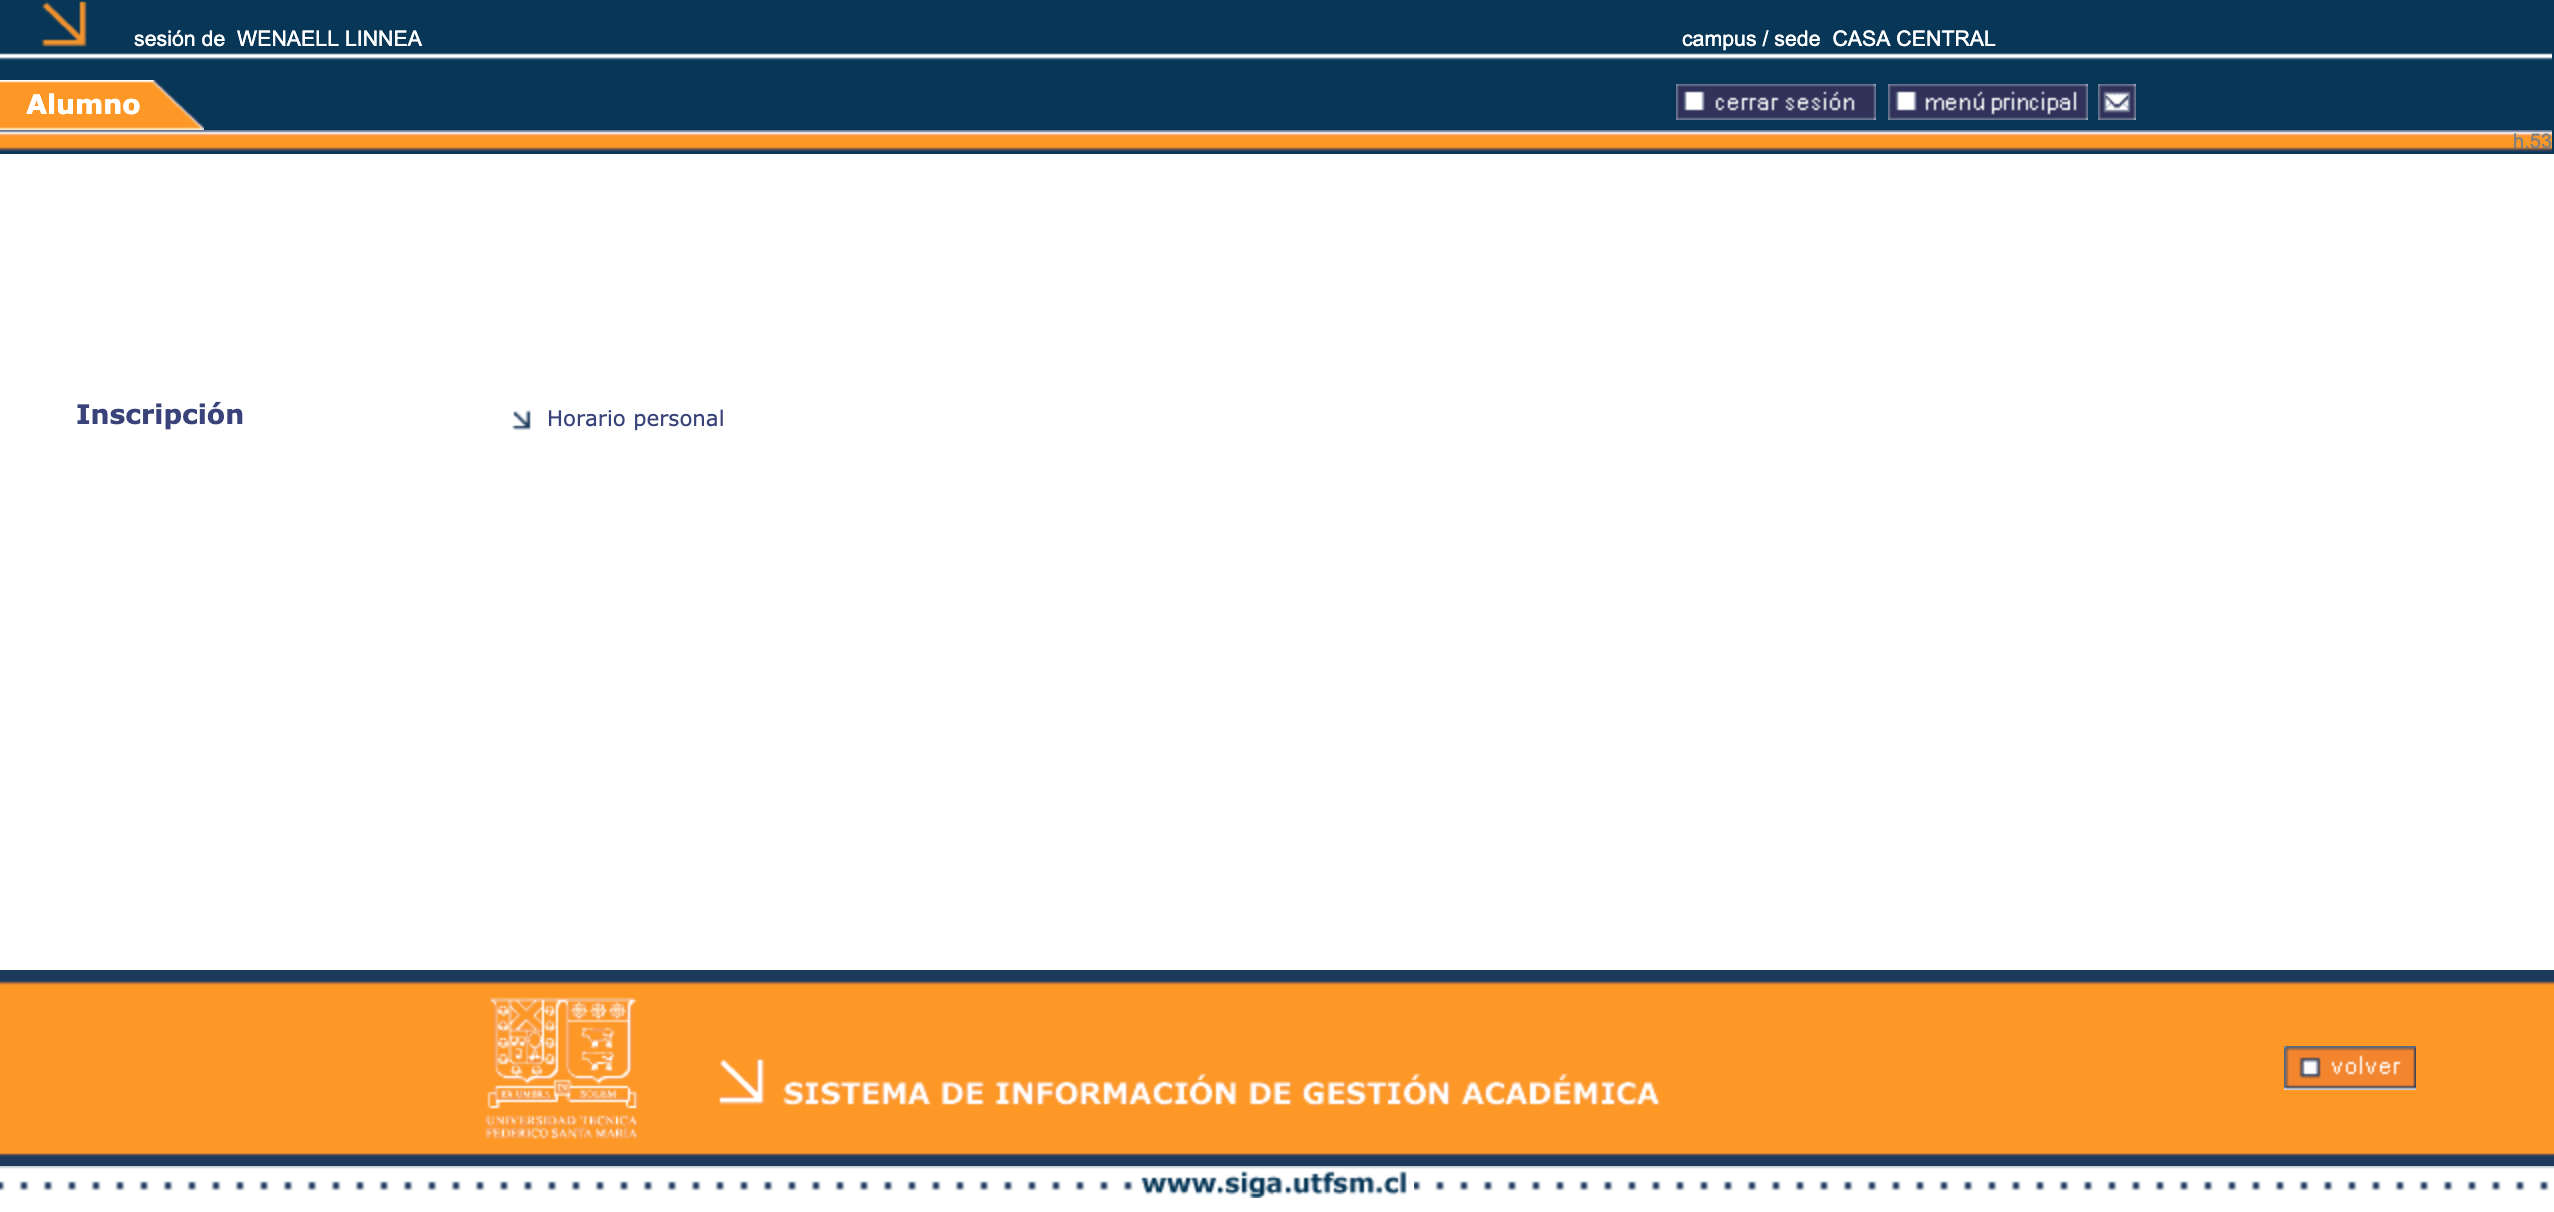 sesión de WENAELL LINNEA
campus / sede CASA CENTRAL
Alumno
cerrar sesión
menú principal
h.53
Inscripción
Horario personal
EX UMBRA IN SOLEM
UNIVERSIDAD TECNICA
FEDERICO SANTA MARIA
SISTEMA DE INFORMACIÓN DE GESTIÓN ACADÉMICA
volver
www.siga.utfsm.cl